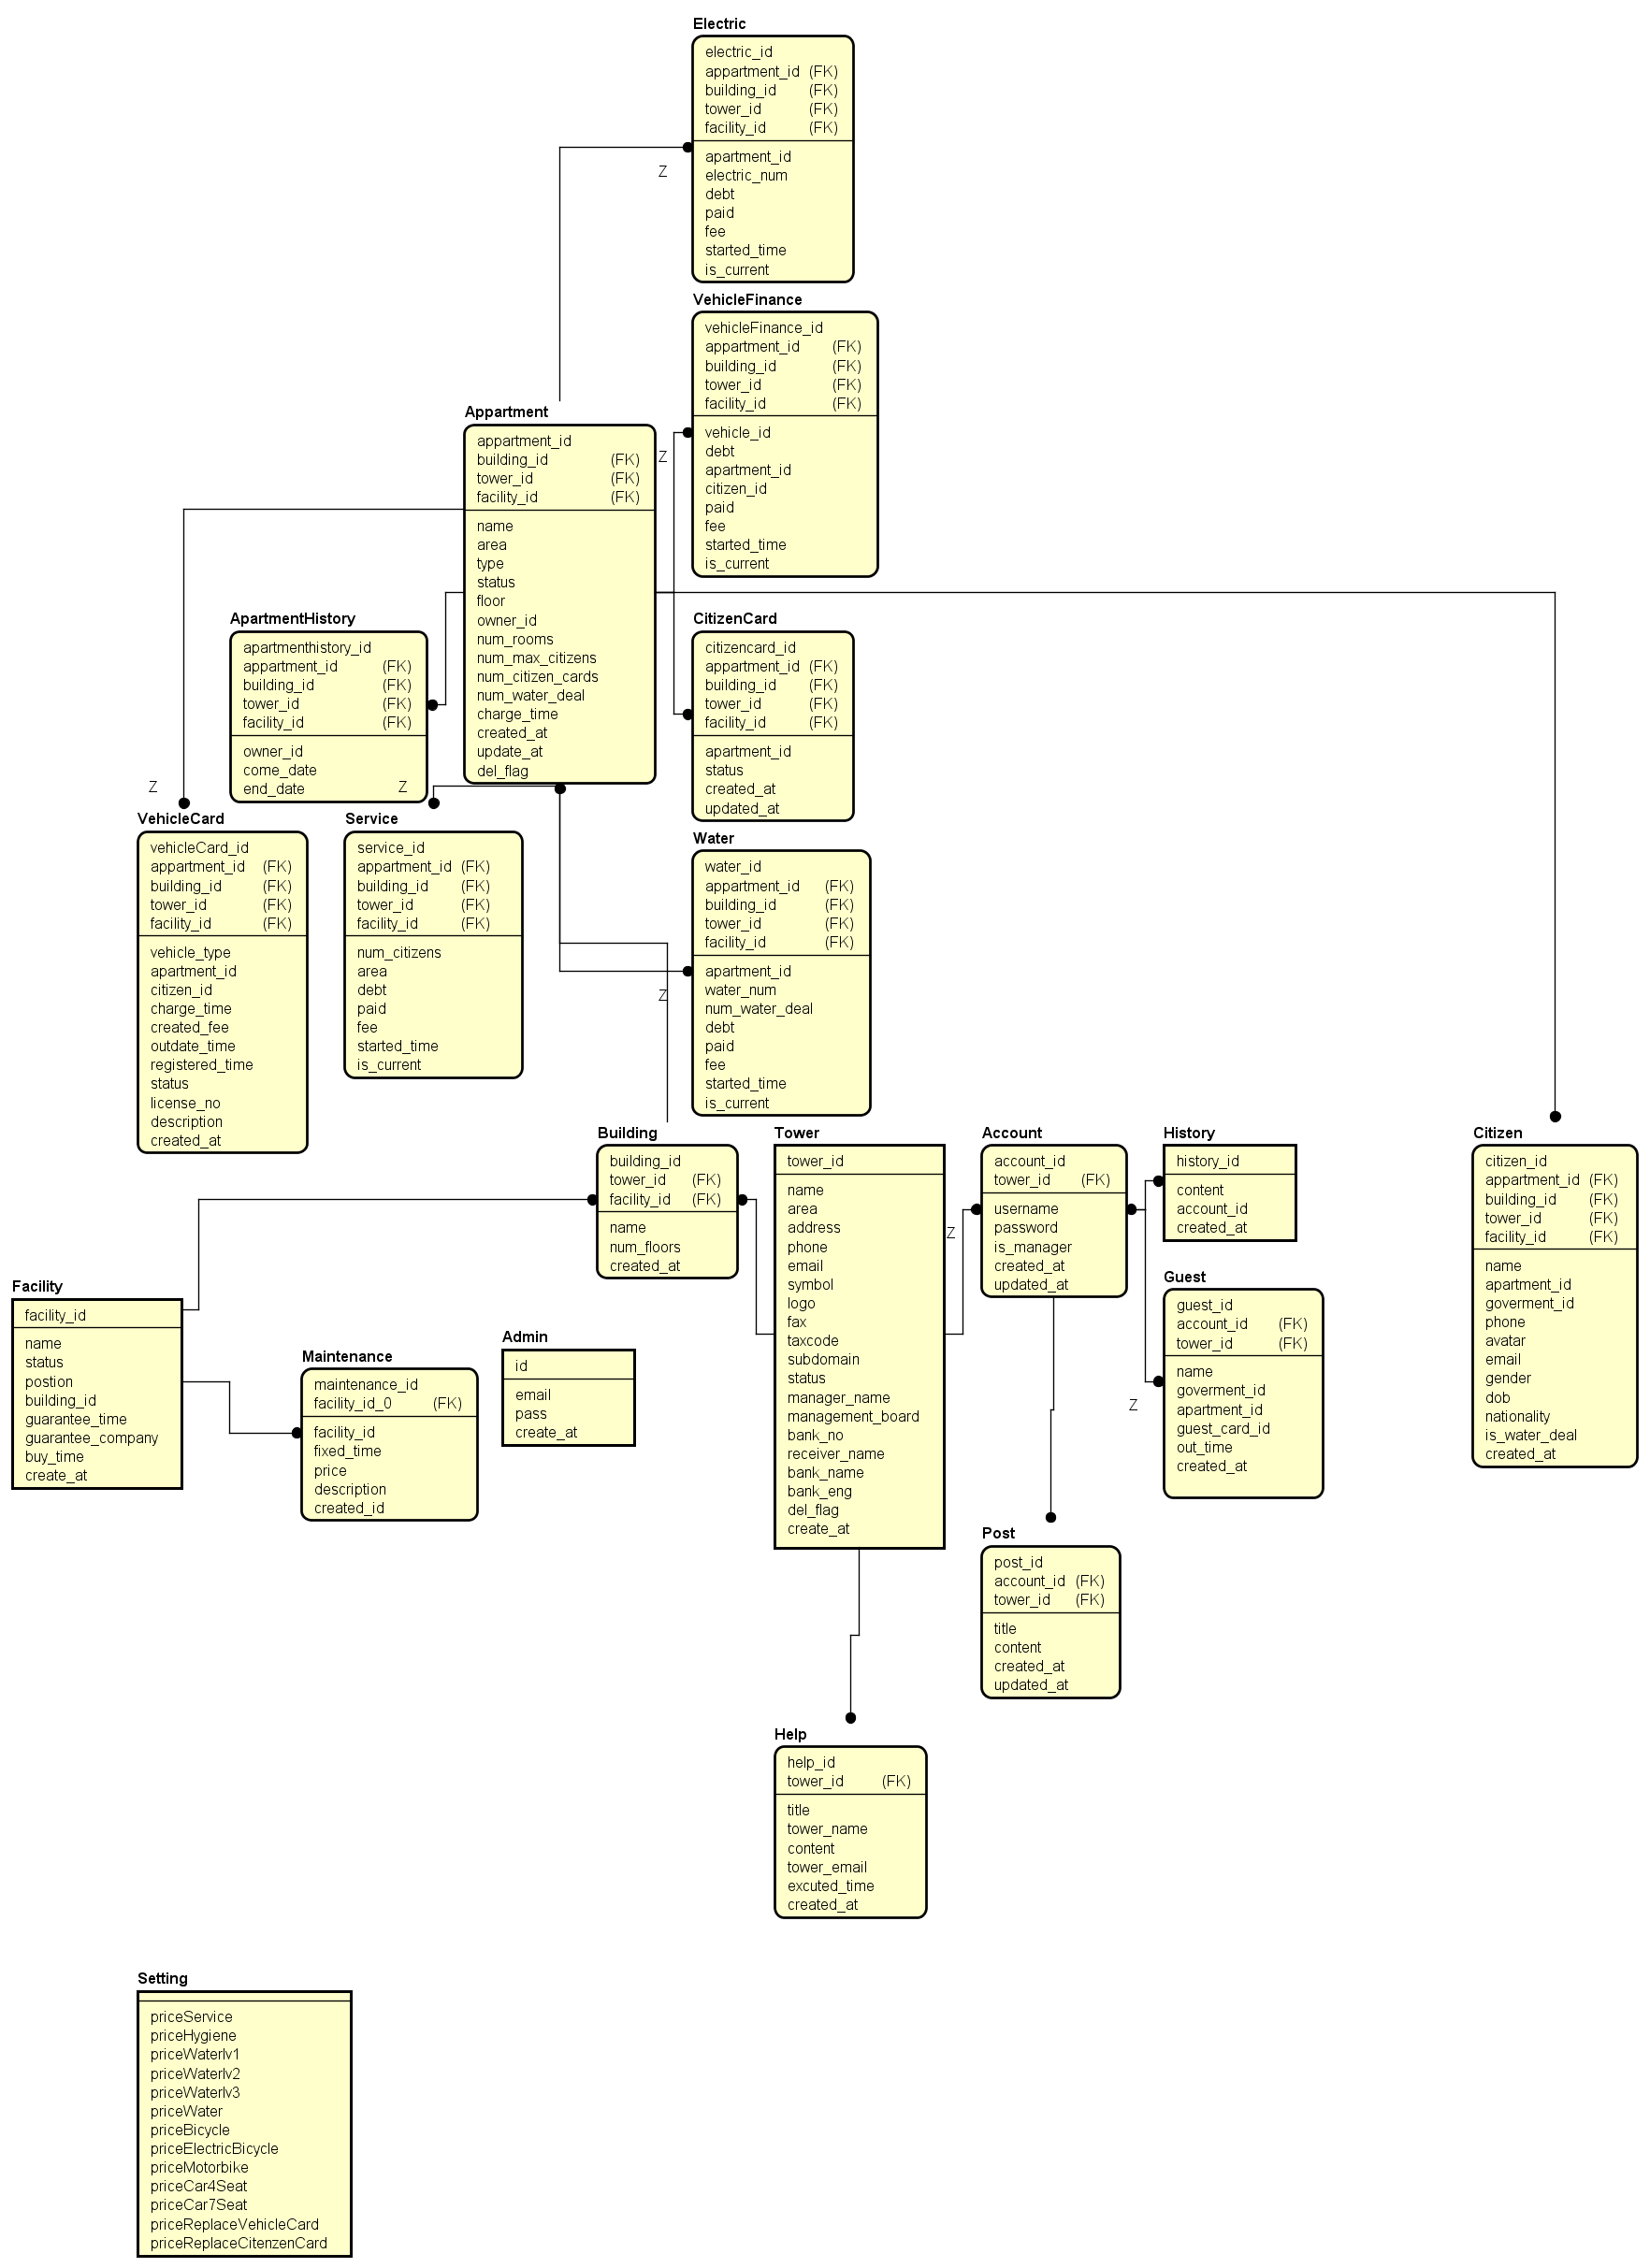 Electric
electric_id
appartment_id (FK)
building_id (FK)
tower_id (FK)
facility_id (FK)
apartment_id
electric_num
debt
paid
fee
started_time
is_current
Z
VehicleFinance
vehicleFinance_id
appartment_id (FK)
building_id (FK)
tower_id (FK)
facility_id (FK)
vehicle_id
debt
apartment_id
citizen_id
paid
fee
started_time
is_current
Z
Appartment
appartment_id
building_id (FK)
tower_id (FK)
facility_id (FK)
name
area
type
status
floor
owner_id
num_rooms
num_max_citizens
num_citizen_cards
num_water_deal
charge_time
created_at
update_at
del_flag
ApartmentHistory
apartmenthistory_id
appartment_id (FK)
building_id (FK)
tower_id (FK)
facility_id (FK)
owner_id
come_date
end_date
Z
Z
CitizenCard
citizencard_id
appartment_id (FK)
building_id (FK)
tower_id (FK)
facility_id (FK)
apartment_id
status
created_at
updated_at
VehicleCard
vehicleCard_id
appartment_id (FK)
building_id (FK)
tower_id (FK)
facility_id (FK)
vehicle_type
apartment_id
citizen_id
charge_time
created_fee
outdate_time
registered_time
status
license_no
description
created_at
Service
service_id
appartment_id (FK)
building_id (FK)
tower_id (FK)
facility_id (FK)
num_citizens
area
debt
paid
fee
started_time
is_current
Water
water_id
appartment_id (FK)
building_id (FK)
tower_id (FK)
facility_id (FK)
apartment_id
water_num
num_water_deal
debt
paid
fee
started_time
is_current
Z
Building
building_id
tower_id (FK)
facility_id (FK)
name
num_floors
created_at
Tower
tower_id
name
area
address
phone
email
symbol
logo
fax
taxcode
subdomain
status
manager_name
management_board
bank_no
receiver_name
bank_name
bank_eng
del_flag
create_at
Z
Account
account_id
tower_id (FK)
username
password
is_manager
created_at
updated_at
History
history_id
content
account_id
created_at
Guest
guest_id
account_id (FK)
tower_id (FK)
name
goverment_id
apartment_id
guest_card_id
out_time
created_at
Z
Citizen
citizen_id
appartment_id (FK)
building_id (FK)
tower_id (FK)
facility_id (FK)
name
apartment_id
goverment_id
phone
avatar
email
gender
dob
nationality
is_water_deal
created_at
Facility
facility_id
name
status
postion
building_id
guarantee_time
guarantee_company
buy_time
create_at
Maintenance
maintenance_id
facility_id_0 (FK)
facility_id
fixed_time
price
description
created_id
Admin
id
email
pass
create_at
Post
post_id
account_id (FK)
tower_id (FK)
title
content
created_at
updated_at
Help
help_id
tower_id (FK)
title
tower_name
content
tower_email
excuted_time
created_at
Setting
priceService
priceHygiene
priceWaterlv1
priceWaterlv2
priceWaterlv3
priceWater
priceBicycle
priceElectricBicycle
priceMotorbike
priceCar4Seat
priceCar7Seat
priceReplaceVehicleCard
priceReplaceCitenzenCard